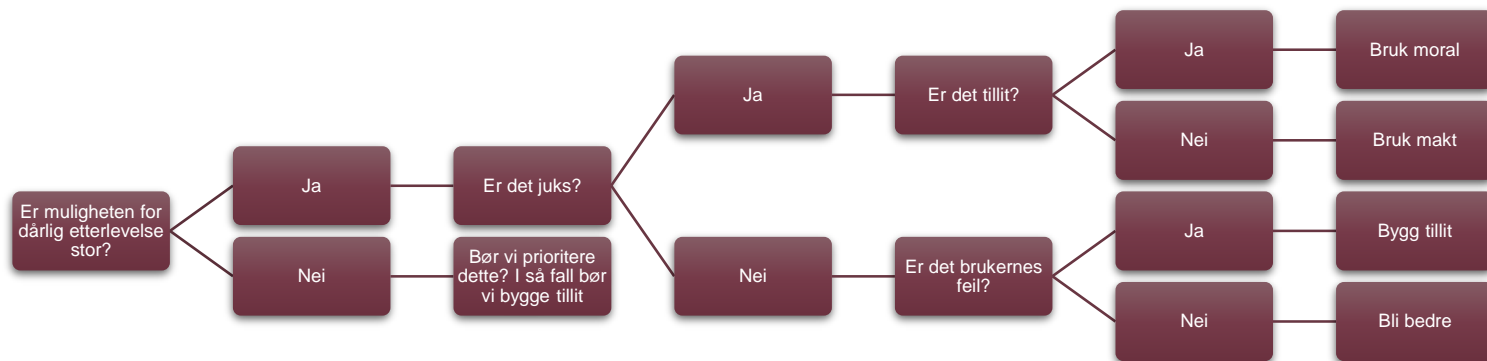 Er muligheten for
dårlig etterlevelse
stor?
Ja
Er det juks?
Ja
Er det tillit?
Ja
Bruk moral
Nei
Bruk makt
Nei
Er det brukernes
feil?
Ja
Bygg tillit
Nei
Bli bedre
Nei
Bør vi prioritere
dette? I så fall bør
vi bygge tillit